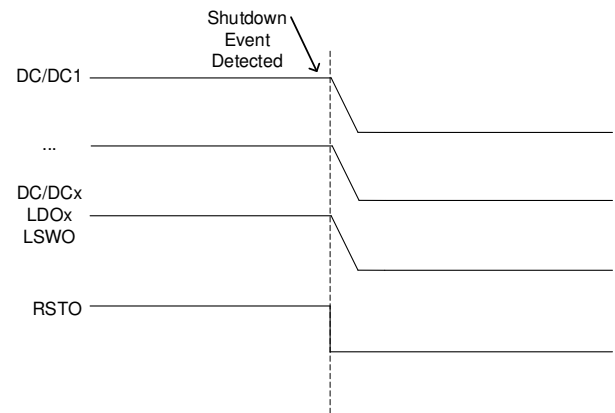 Shutdown
Event
Detected
DC/DC1
...
DC/DCx
LDOx
LSWO
RSTO